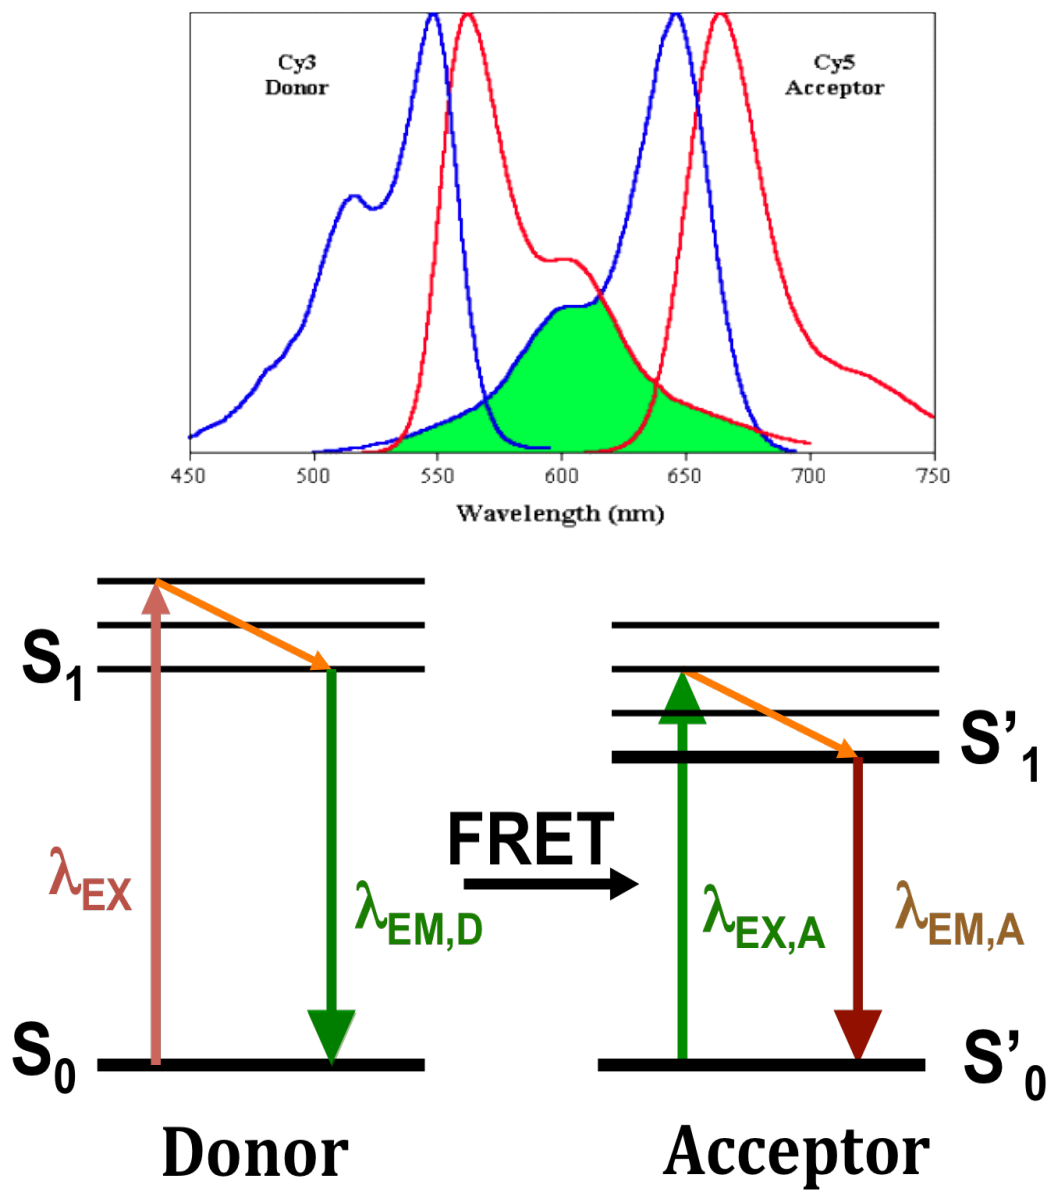 Cy3
Donor
Cy5
Acceptor
450 500 550 600 650 700 750
Wavelength (nm)
S1
S'1
FRET
λEX
λEM,D
λEX,A
λEM,A
S0
S'0
Donor
Acceptor